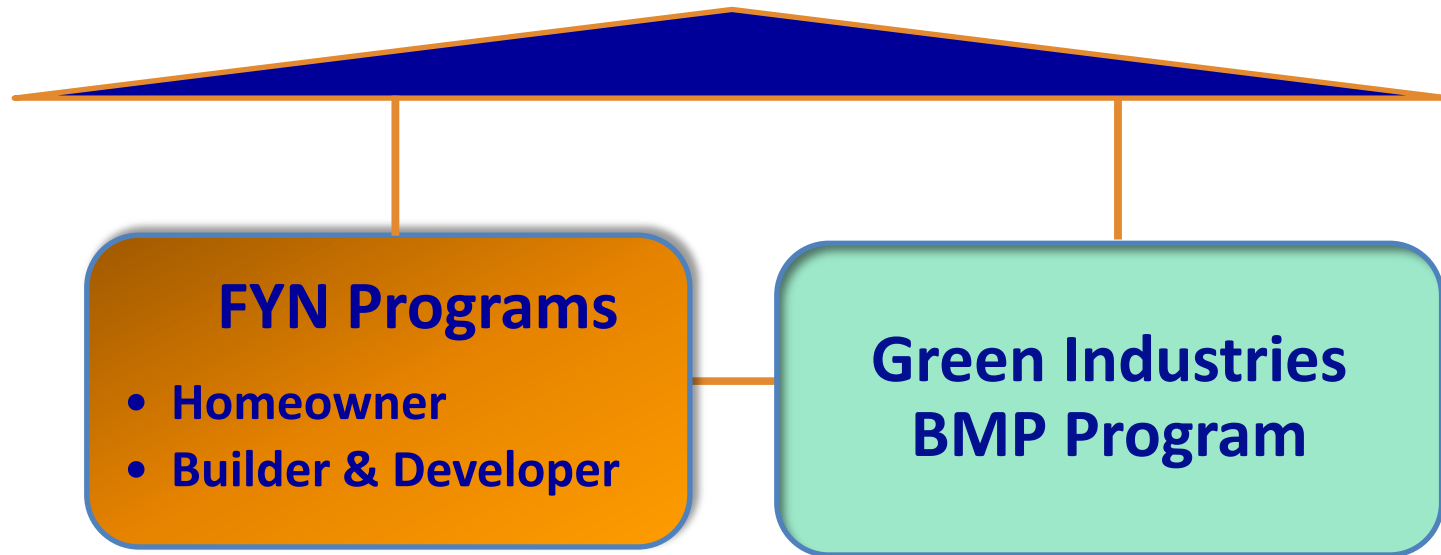 FYN Programs
• Homeowner
• Builder & Developer
Green Industries
BMP Program